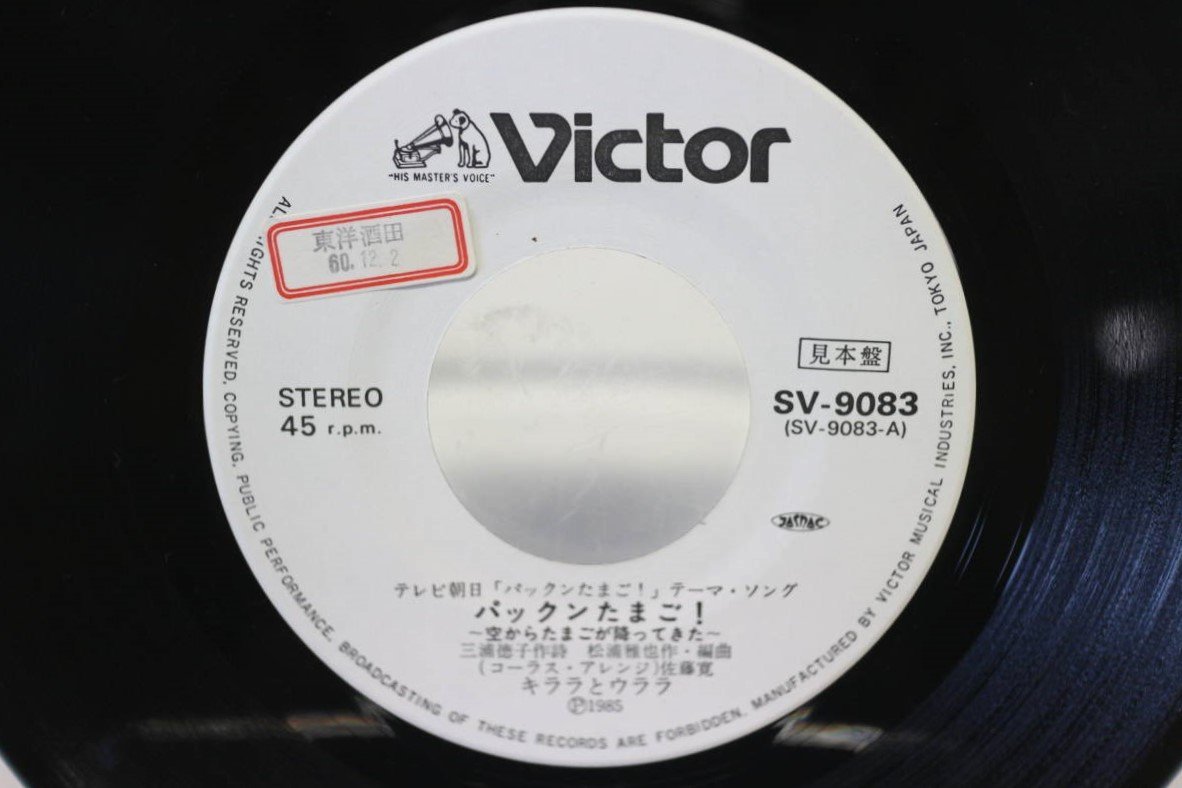 "HIS MASTER'S VOICE"
Victor
東洋酒田
60.12.2
見本盤
STEREO
45 r.p.m.
SV-9083
(SV-9083-A)
JASRAC
テレビ朝日「パックンたまご!」テーマ・ソング
パックンたまご!
～空からたまごが降ってきた～
三浦徳子作詩 松浦雅也作・編曲
(コーラス・アレンジ)佐藤寛
キララとウララ
Ⓟ1985
RESERVED. COPYING. PUBLIC PERFORMANCE. BROADCASTING OF THESE RECORDS ARE FORBIDDEN. MANUFACTURED BY VICTOR MUSICAL INDUSTRIES, INC., TOKYO JAPAN